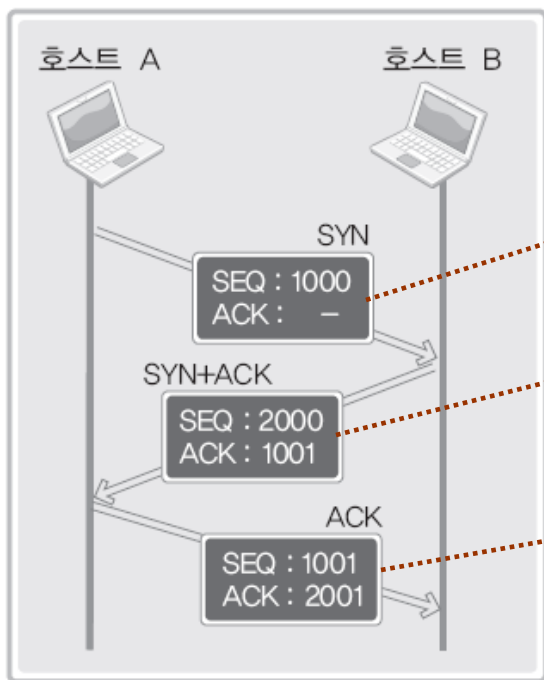 호스트 A
호스트 B
SYN
SEQ : 1000
ACK : –
SYN+ACK
SEQ : 2000
ACK : 1001
ACK
SEQ : 1001
ACK : 2001